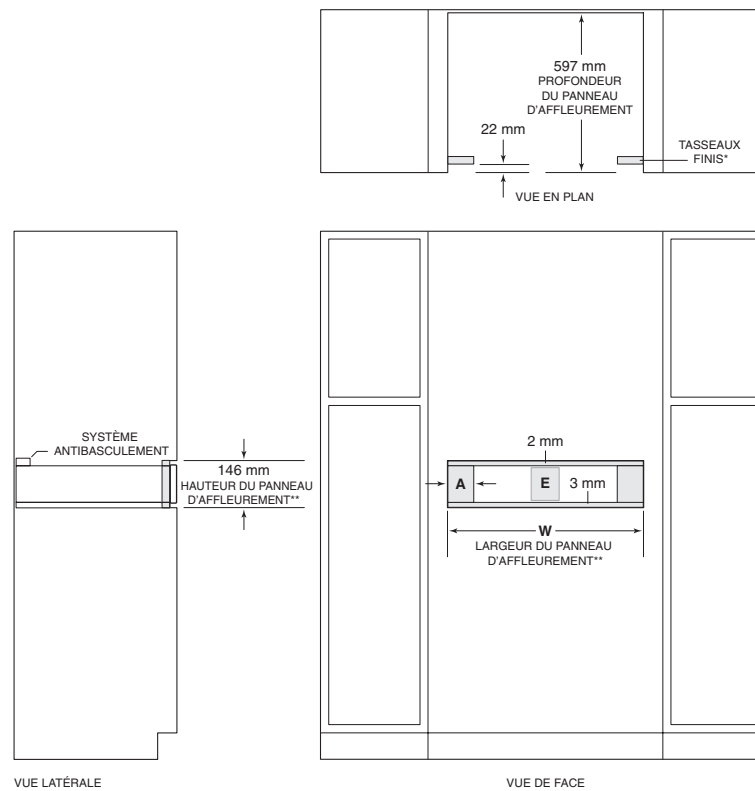 597 mm
PROFONDEUR
DU PANNEAU
D'AFFLEUREMENT
22 mm
TASSEAUX
FINIS*
VUE EN PLAN
SYSTÈME
ANTIBASCULEMENT
146 mm
HAUTEUR DU PANNEAU
D'AFFLEUREMENT**
2 mm
A
E
3 mm
W
LARGEUR DU PANNEAU
D'AFFLEUREMENT**
VUE LATÉRALE
VUE DE FACE